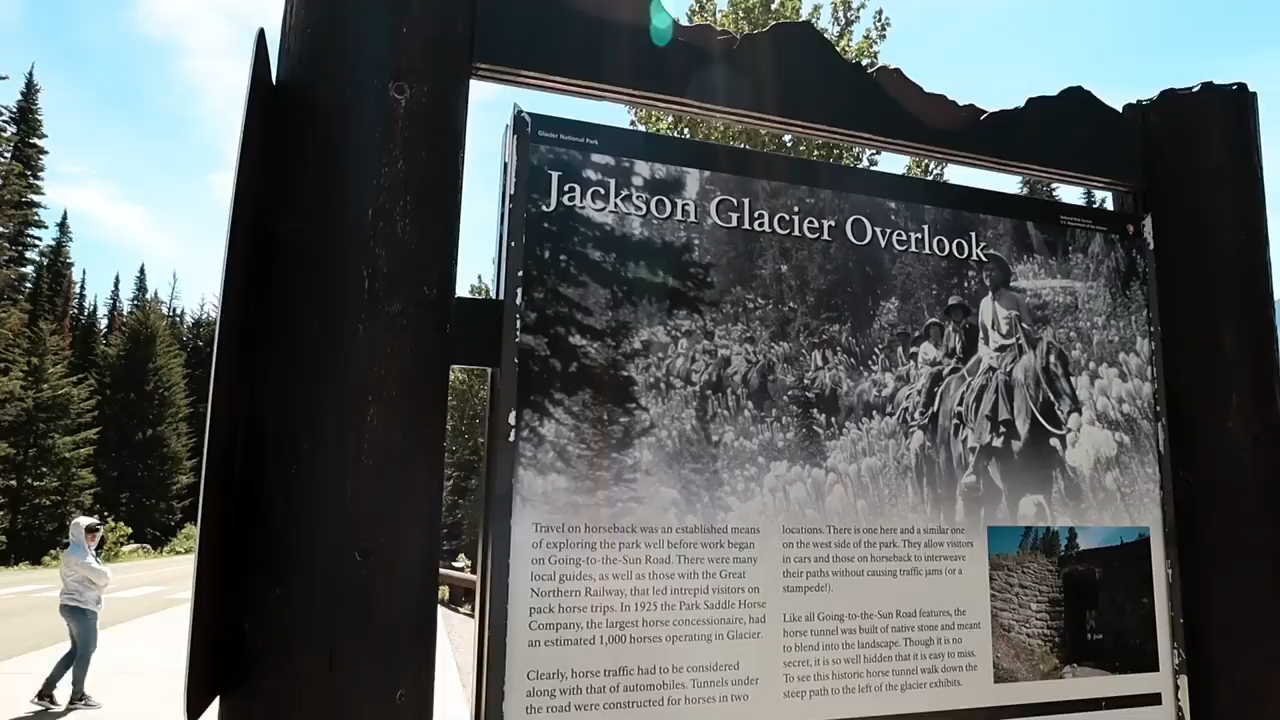 Glacier National Park
National Park Service
U.S. Department of the Interior
Jackson Glacier Overlook
Travel on horseback was an established means
of exploring the park well before work began
on Going-to-the-Sun Road. There were many
local guides, as well as those with the Great
Northern Railway, that led intrepid visitors on
pack horse trips. In 1925 the Park Saddle Horse
Company, the largest horse concessionaire, had
an estimated 1,000 horses operating in Glacier.
Clearly, horse traffic had to be considered
along with that of automobiles. Tunnels under
the road were constructed for horses in two
locations. There is one here and a similar one
on the west side of the park. They allow visitors
in cars and those on horseback to interweave
their paths without causing traffic jams (or a
stampede!).
Like all Going-to-the-Sun Road features, the
horse tunnel was built of native stone and meant
to blend into the landscape. Though it is no
secret, it is so well hidden that it is easy to miss.
To see this historic horse tunnel walk down the
steep path to the left of the glacier exhibits.